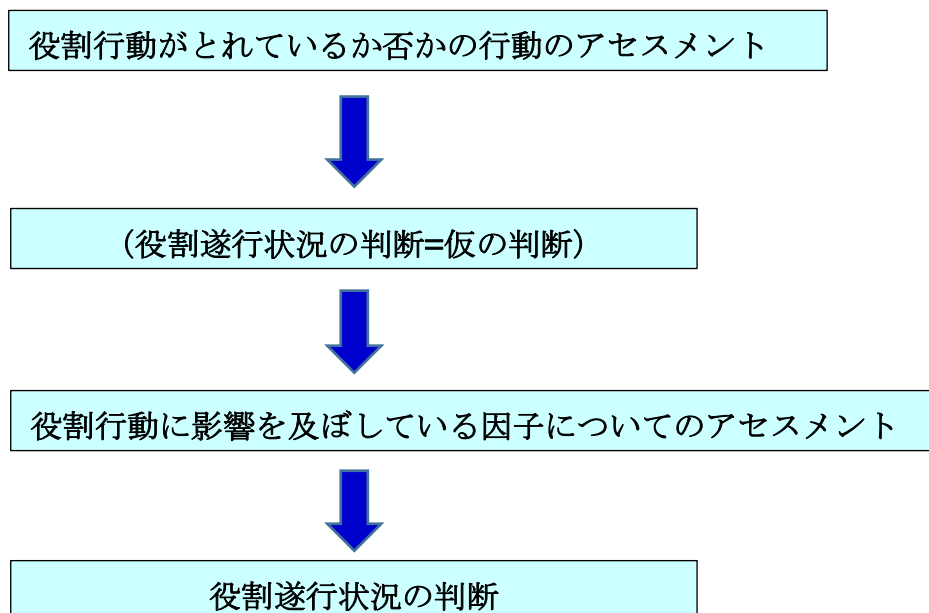 役割行動がとれているか否かの行動のアセスメント
(役割遂行状況の判断=仮の判断)
役割行動に影響を及ぼしている因子についてのアセスメント
役割遂行状況の判断